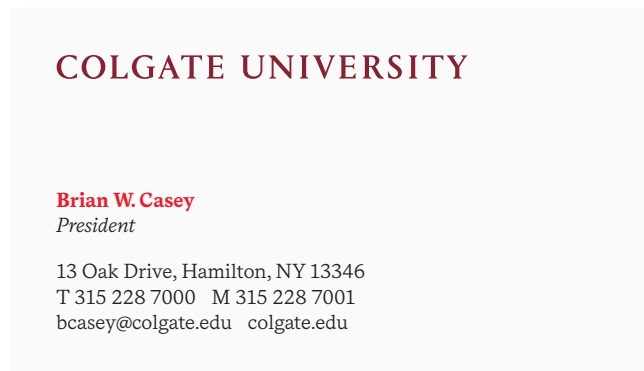 COLGATE UNIVERSITY
Brian W. Casey
President
13 Oak Drive, Hamilton, NY 13346
T 315 228 7000 M 315 228 7001
bcasey@colgate.edu colgate.edu